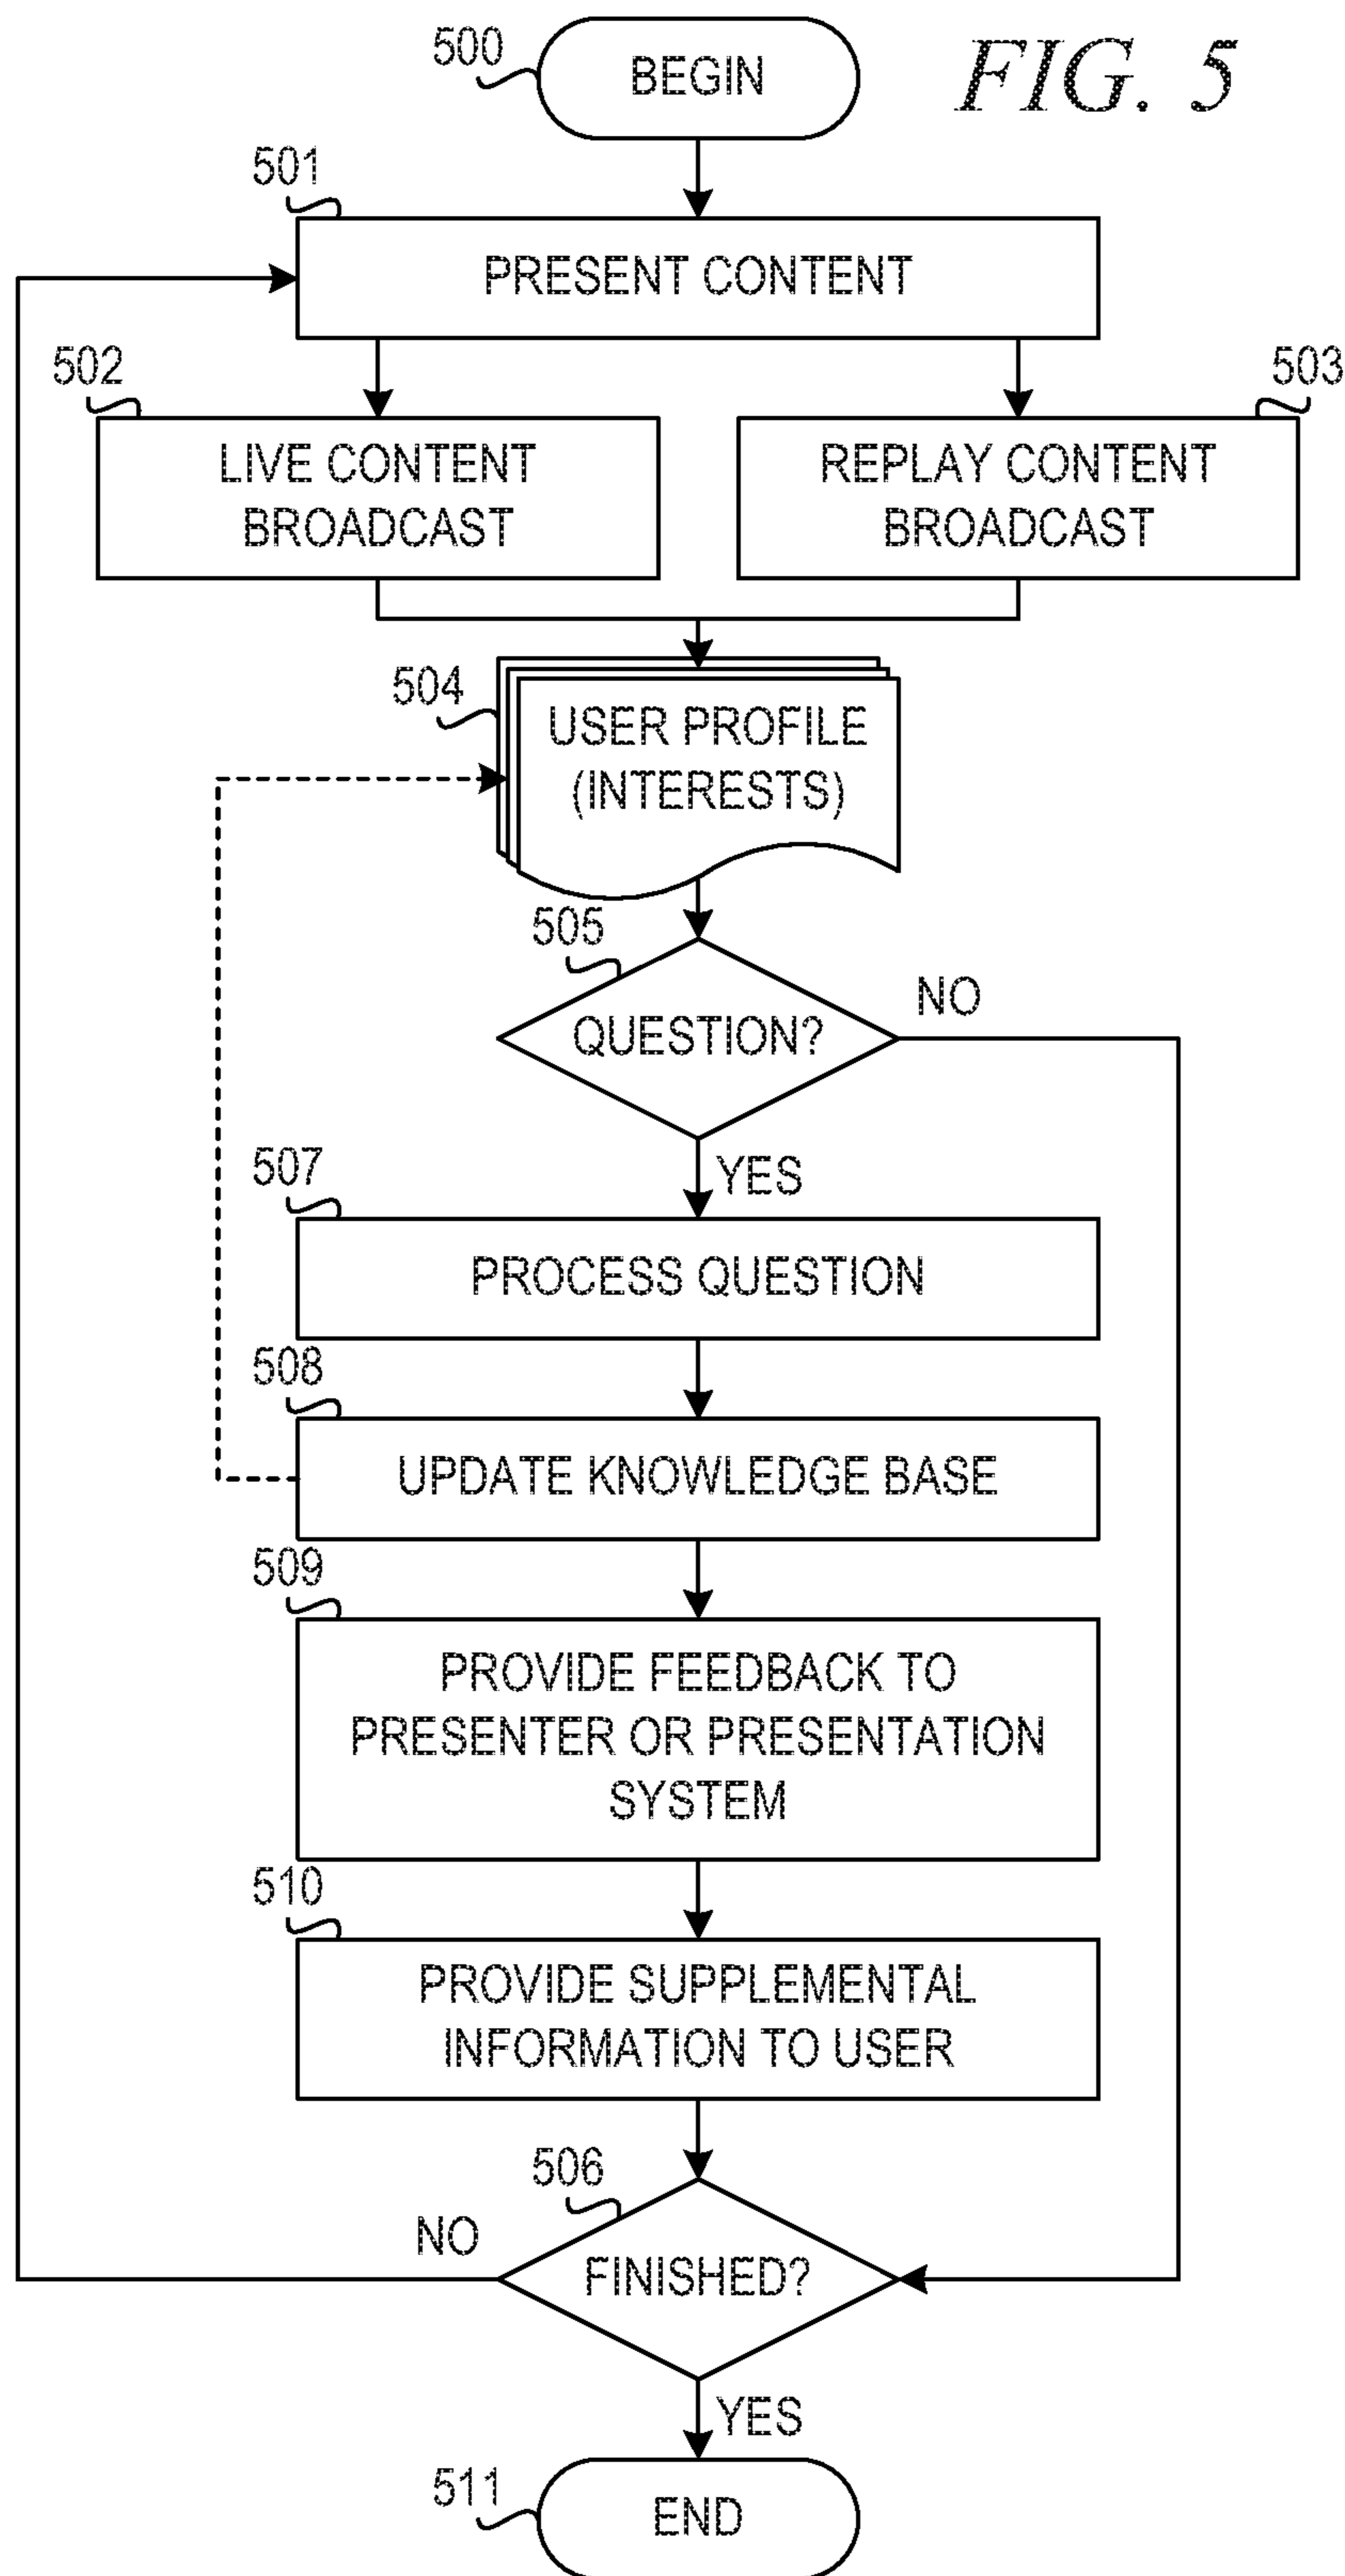 500
BEGIN
FIG. 5
501
PRESENT CONTENT
502
503
LIVE CONTENT
BROADCAST
REPLAY CONTENT
BROADCAST
504
USER PROFILE
(INTERESTS)
505
NO
QUESTION?
YES
507
PROCESS QUESTION
508
UPDATE KNOWLEDGE BASE
509
PROVIDE FEEDBACK TO
PRESENTER OR PRESENTATION
SYSTEM
510
PROVIDE SUPPLEMENTAL
INFORMATION TO USER
506
NO
FINISHED?
YES
511
END